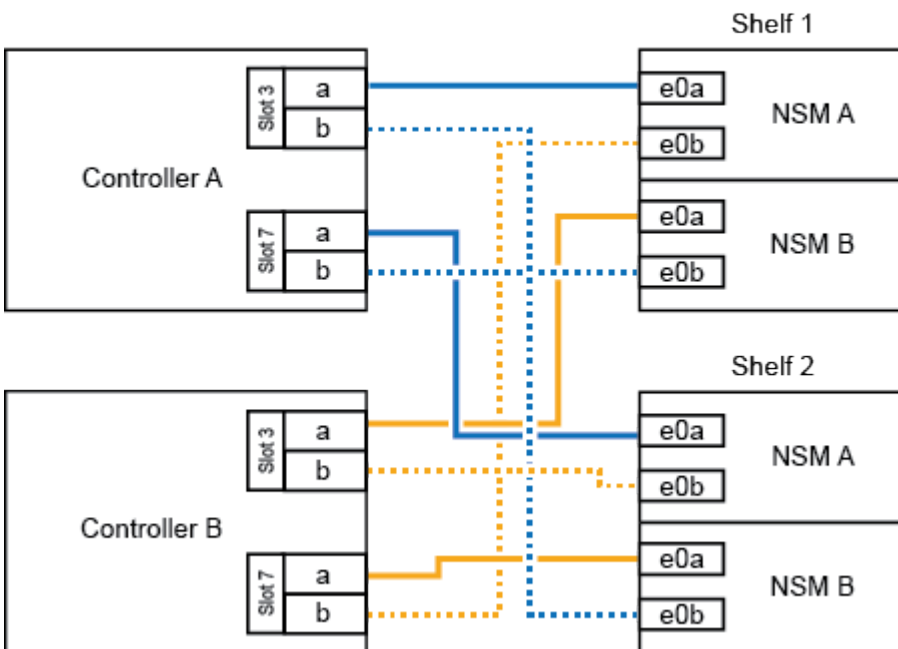 Shelf 1
Controller A
Slot 3
a
b
Slot 7
a
b
e0a
e0b
NSM A
e0a
e0b
NSM B
Shelf 2
Controller B
Slot 3
a
b
Slot 7
a
b
e0a
e0b
NSM A
e0a
e0b
NSM B